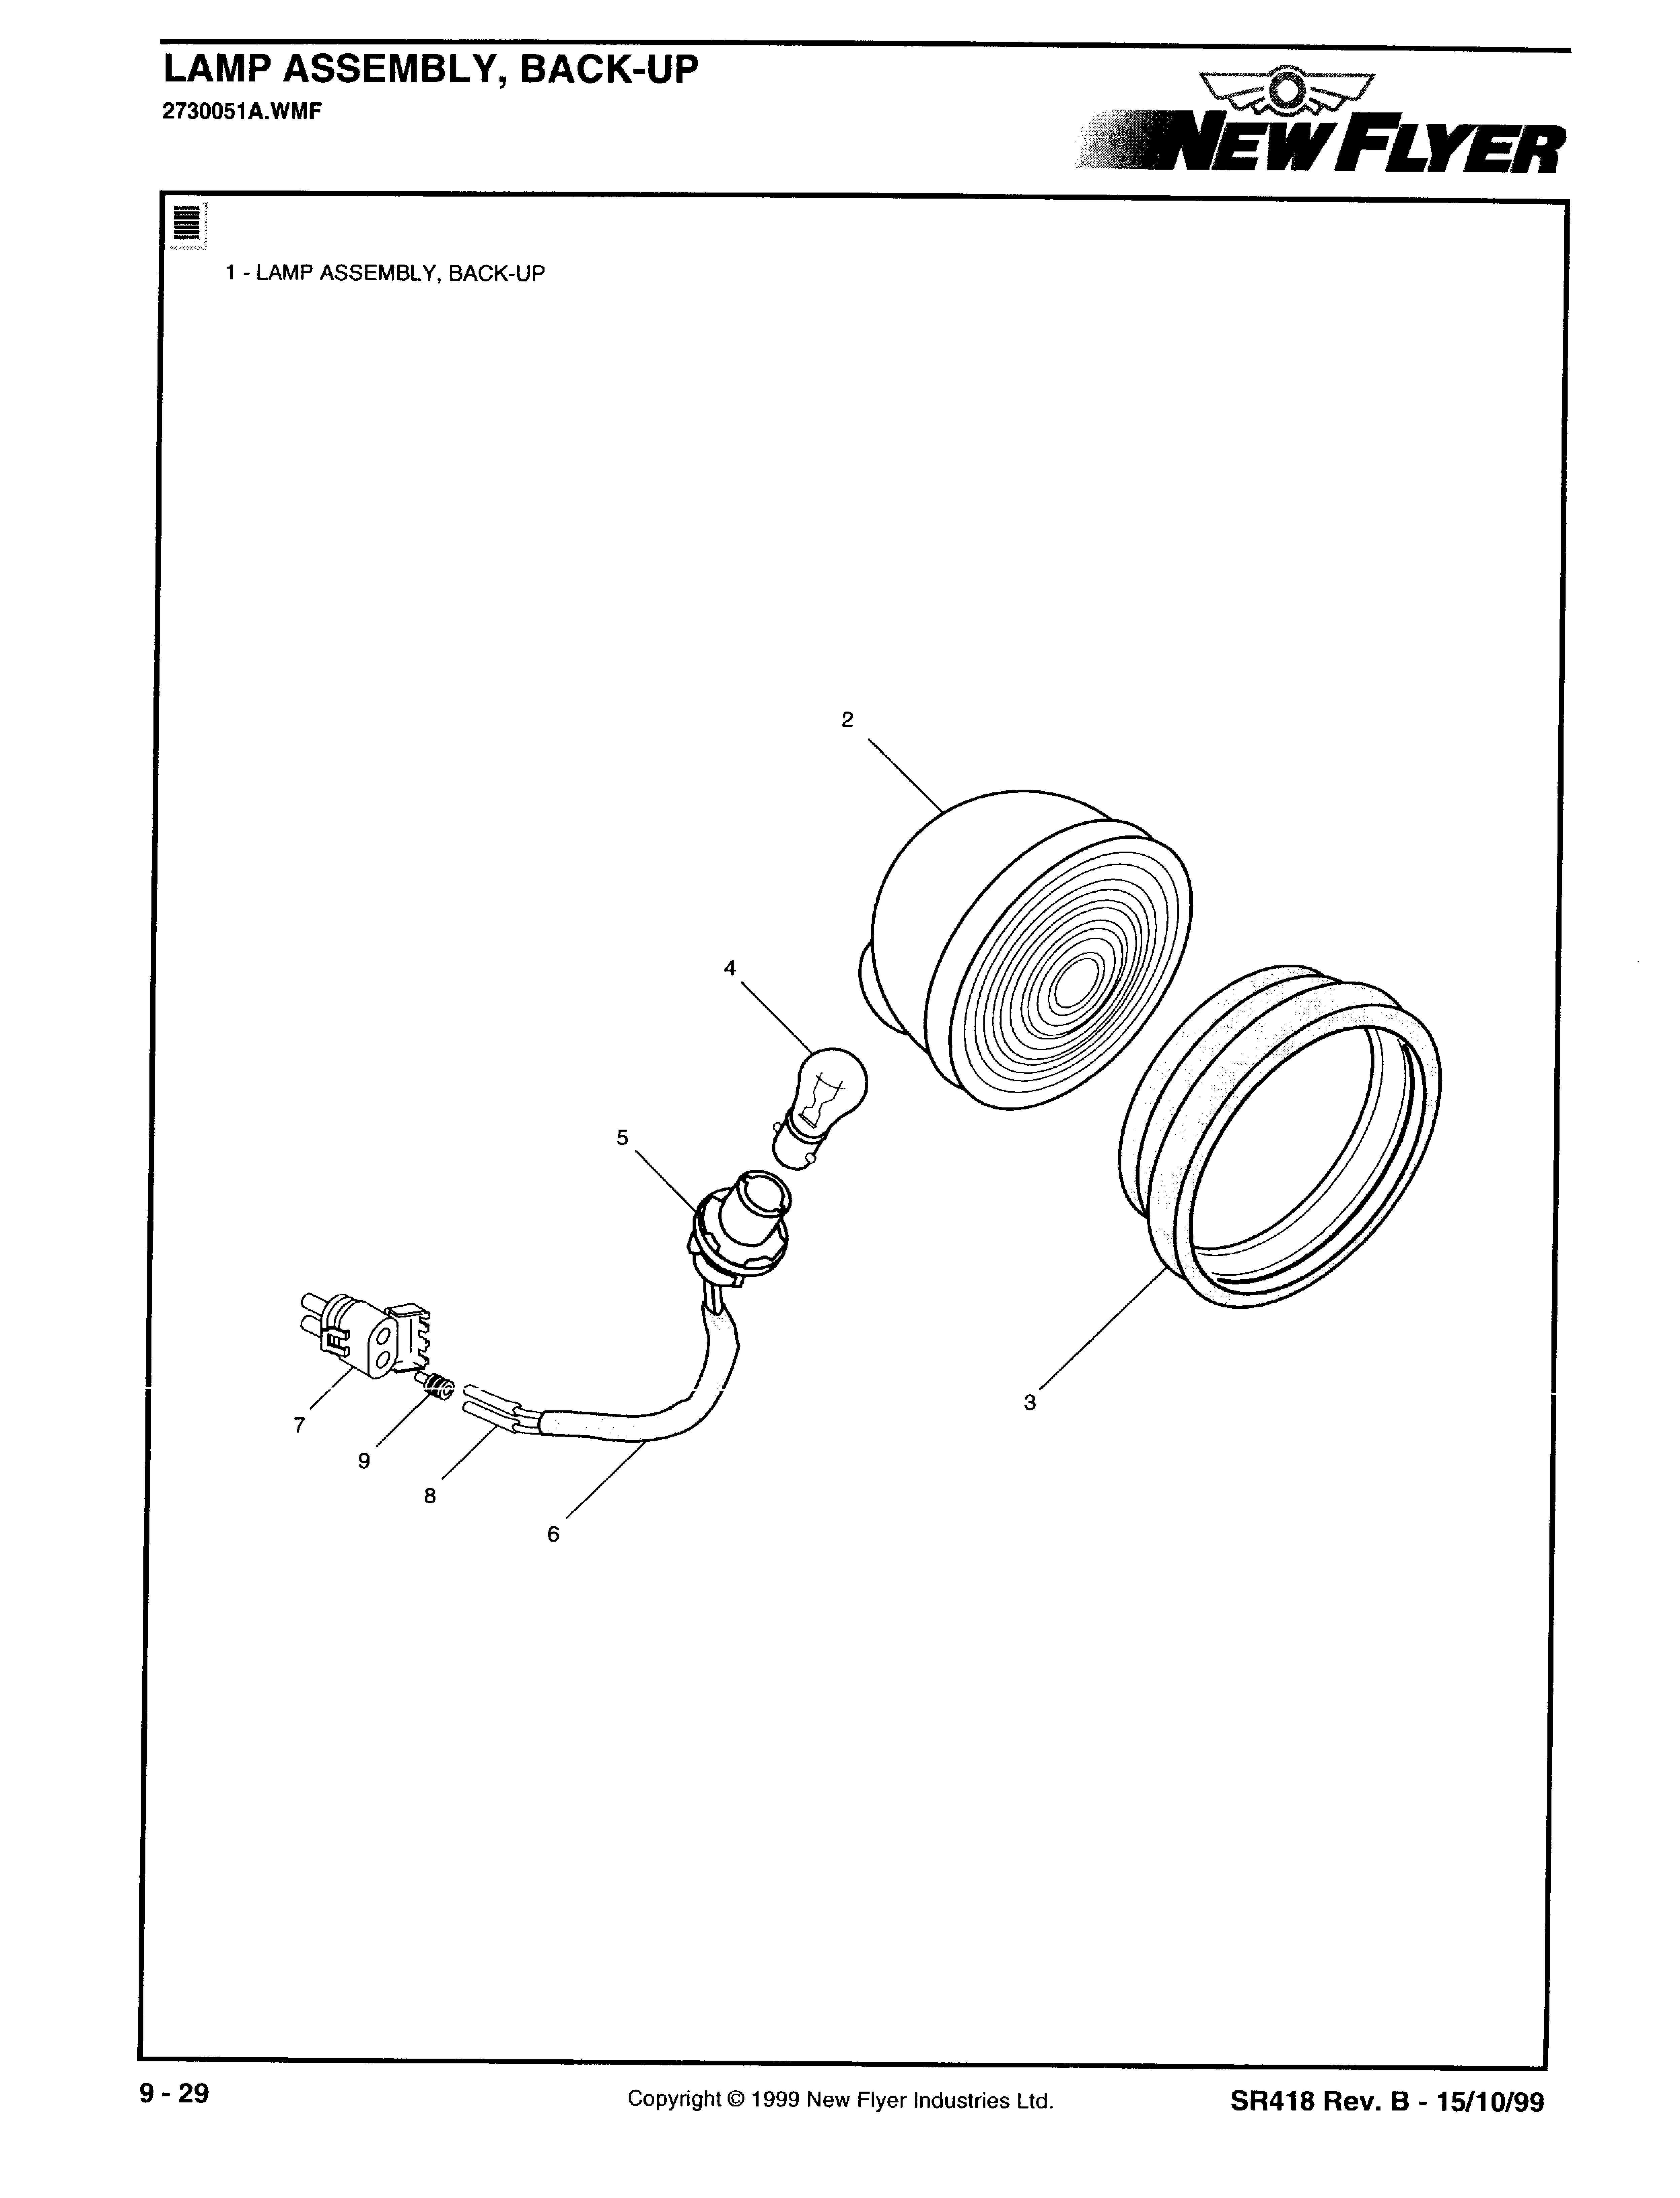 LAMP ASSEMBLY, BACK-UP
2730051A.WMF
NEW FLYER
1 - LAMP ASSEMBLY, BACK-UP
2
4
5
3
7
9
8
6
9 - 29
Copyright © 1999 New Flyer Industries Ltd.
SR418 Rev. B - 15/10/99